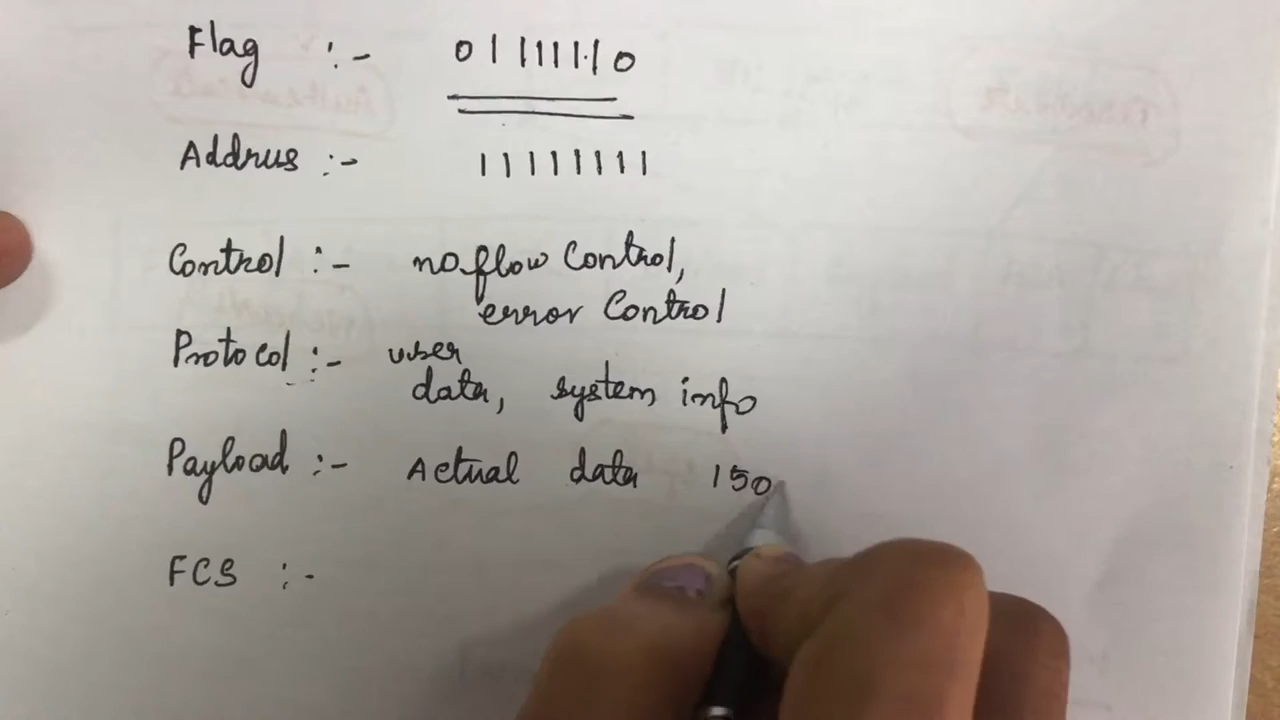 Flag :- 01111110
Address :- 11111111
Control :- no flow control,
error control
Protocol :- user
data, system info
Payload :- Actual data 150
FCS :-